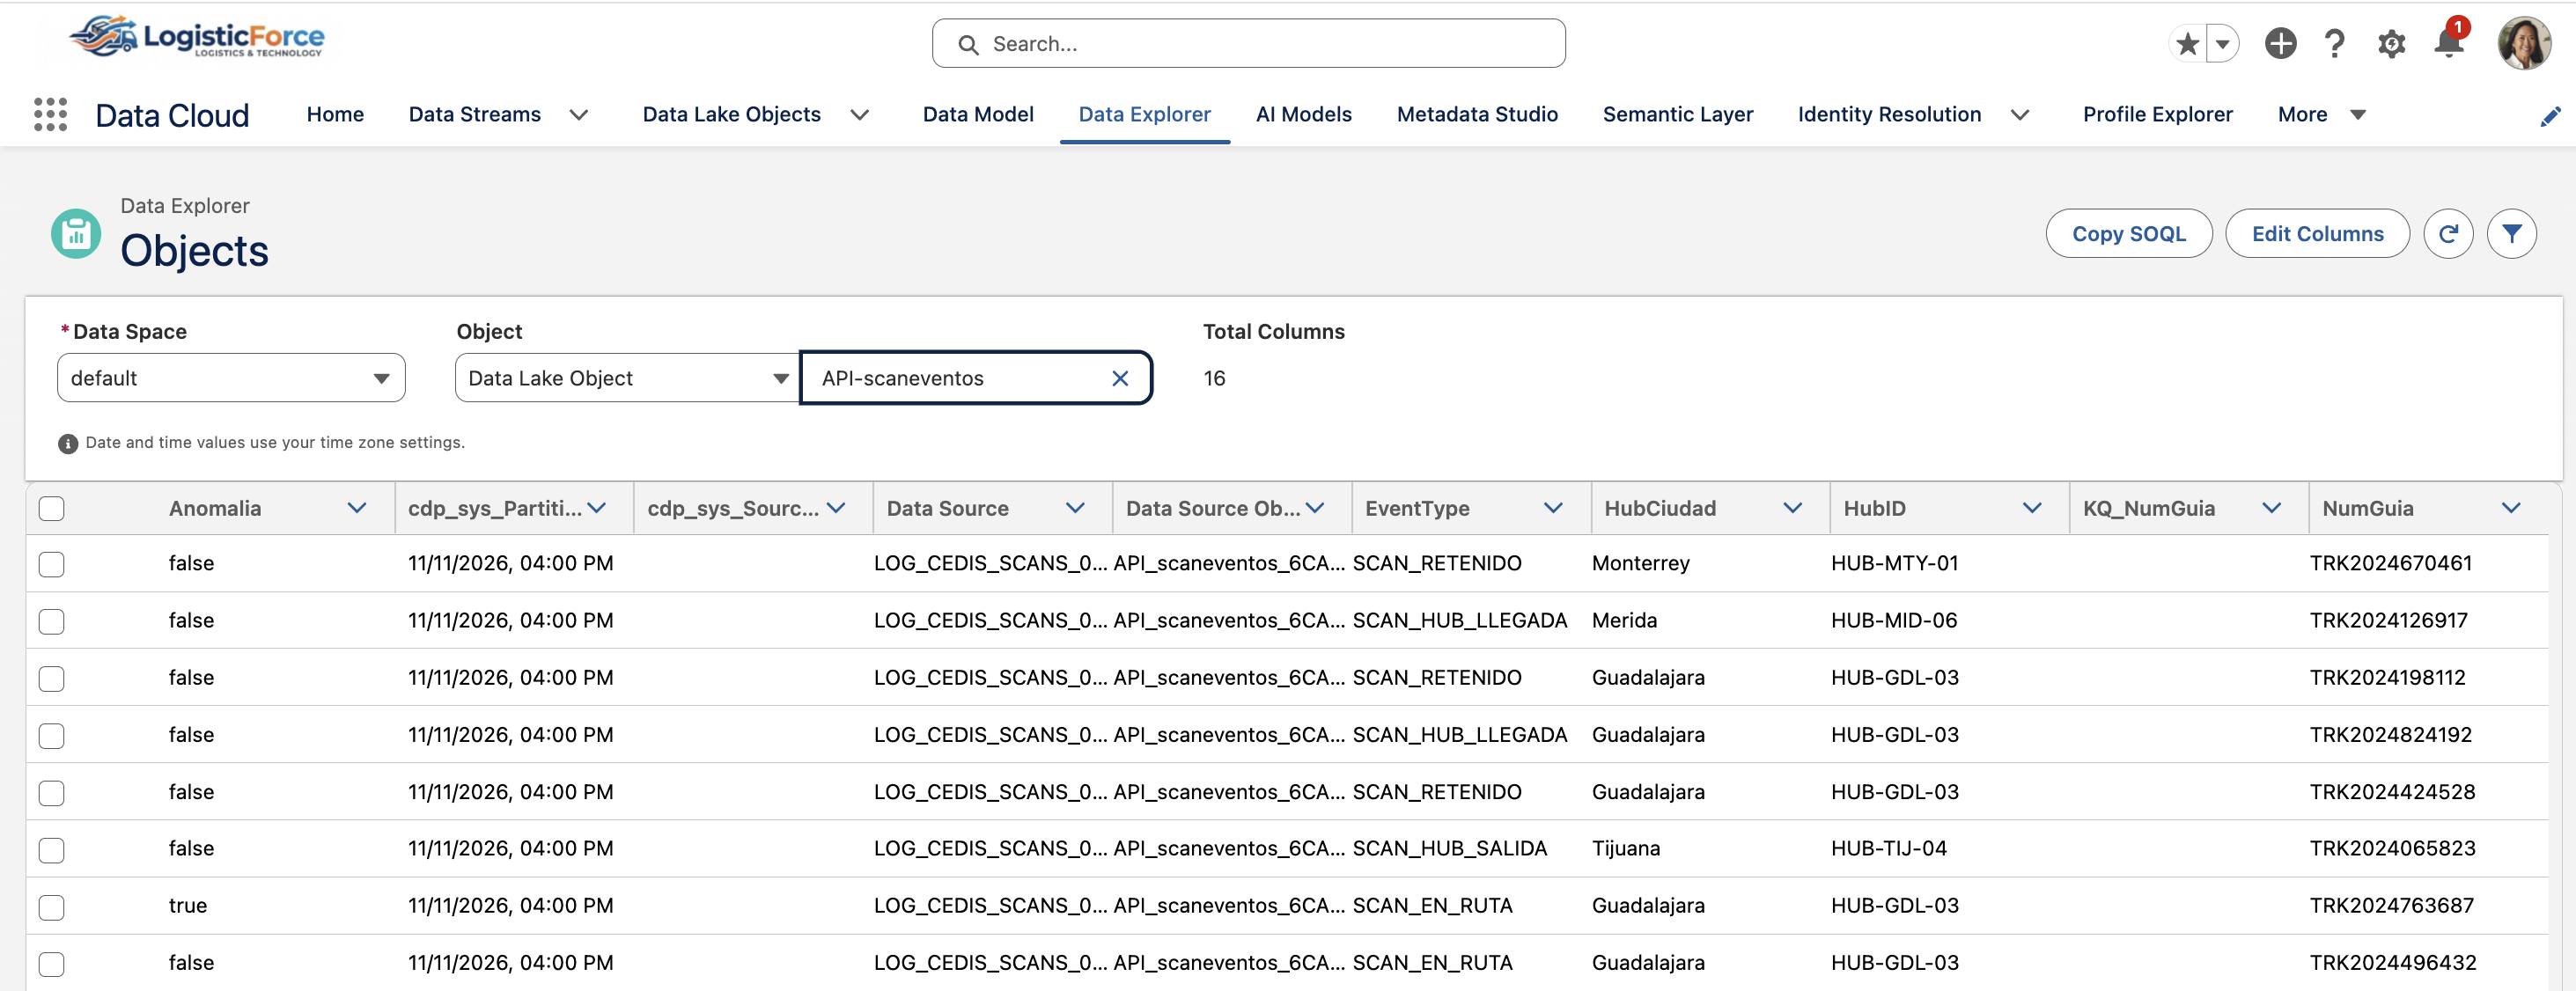 LogisticForce
LOGISTICS & TECHNOLOGY
Search...
1
Data Cloud
Home
Data Streams
Data Lake Objects
Data Model
Data Explorer
AI Models
Metadata Studio
Semantic Layer
Identity Resolution
Profile Explorer
More
Data Explorer
Objects
Copy SOQL
Edit Columns
* Data Space
Object
Total Columns
default
Data Lake Object
API-scaneventos
16
Date and time values use your time zone settings.
Anomalia cdp_sys_Partiti... cdp_sys_Sourc... Data Source Data Source Ob... EventType HubCiudad HubID KQ_NumGuia NumGuia
false 11/11/2026, 04:00 PM LOG_CEDIS_SCANS_0... API_scaneventos_6CA... SCAN_RETENIDO Monterrey HUB-MTY-01 TRK2024670461
false 11/11/2026, 04:00 PM LOG_CEDIS_SCANS_0... API_scaneventos_6CA... SCAN_HUB_LLEGADA Merida HUB-MID-06 TRK2024126917
false 11/11/2026, 04:00 PM LOG_CEDIS_SCANS_0... API_scaneventos_6CA... SCAN_RETENIDO Guadalajara HUB-GDL-03 TRK2024198112
false 11/11/2026, 04:00 PM LOG_CEDIS_SCANS_0... API_scaneventos_6CA... SCAN_HUB_LLEGADA Guadalajara HUB-GDL-03 TRK2024824192
false 11/11/2026, 04:00 PM LOG_CEDIS_SCANS_0... API_scaneventos_6CA... SCAN_RETENIDO Guadalajara HUB-GDL-03 TRK2024424528
false 11/11/2026, 04:00 PM LOG_CEDIS_SCANS_0... API_scaneventos_6CA... SCAN_HUB_SALIDA Tijuana HUB-TIJ-04 TRK2024065823
true 11/11/2026, 04:00 PM LOG_CEDIS_SCANS_0... API_scaneventos_6CA... SCAN_EN_RUTA Guadalajara HUB-GDL-03 TRK2024763687
false 11/11/2026, 04:00 PM LOG_CEDIS_SCANS_0... API_scaneventos_6CA... SCAN_EN_RUTA Guadalajara HUB-GDL-03 TRK2024496432